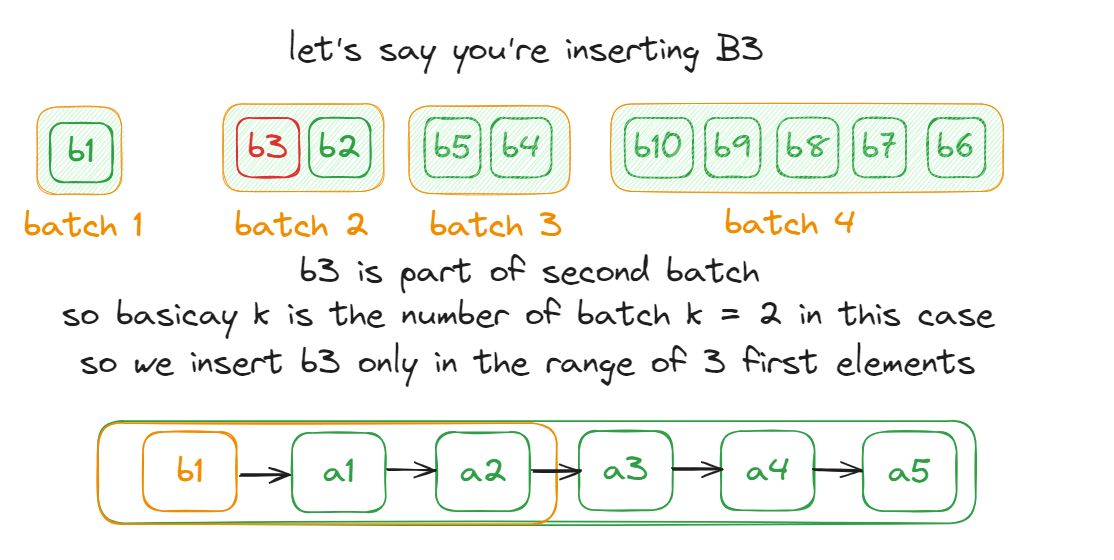 let's say you're inserting B3
b1 b3 b2 b5 b4 b10 b9 b8 b7 b6
batch 1 batch 2 batch 3 batch 4
b3 is part of second batch
so basicay k is the number of batch k = 2 in this case
so we insert b3 only in the range of 3 first elements
b1 a1 a2 a3 a4 a5